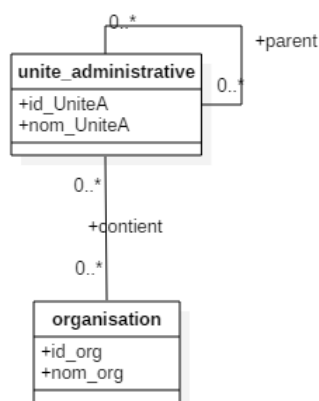 0..*
+parent
unite_administrative
0..*
+id_UniteA
+nom_UniteA
0..*
+contient
0..*
organisation
+id_org
+nom_org